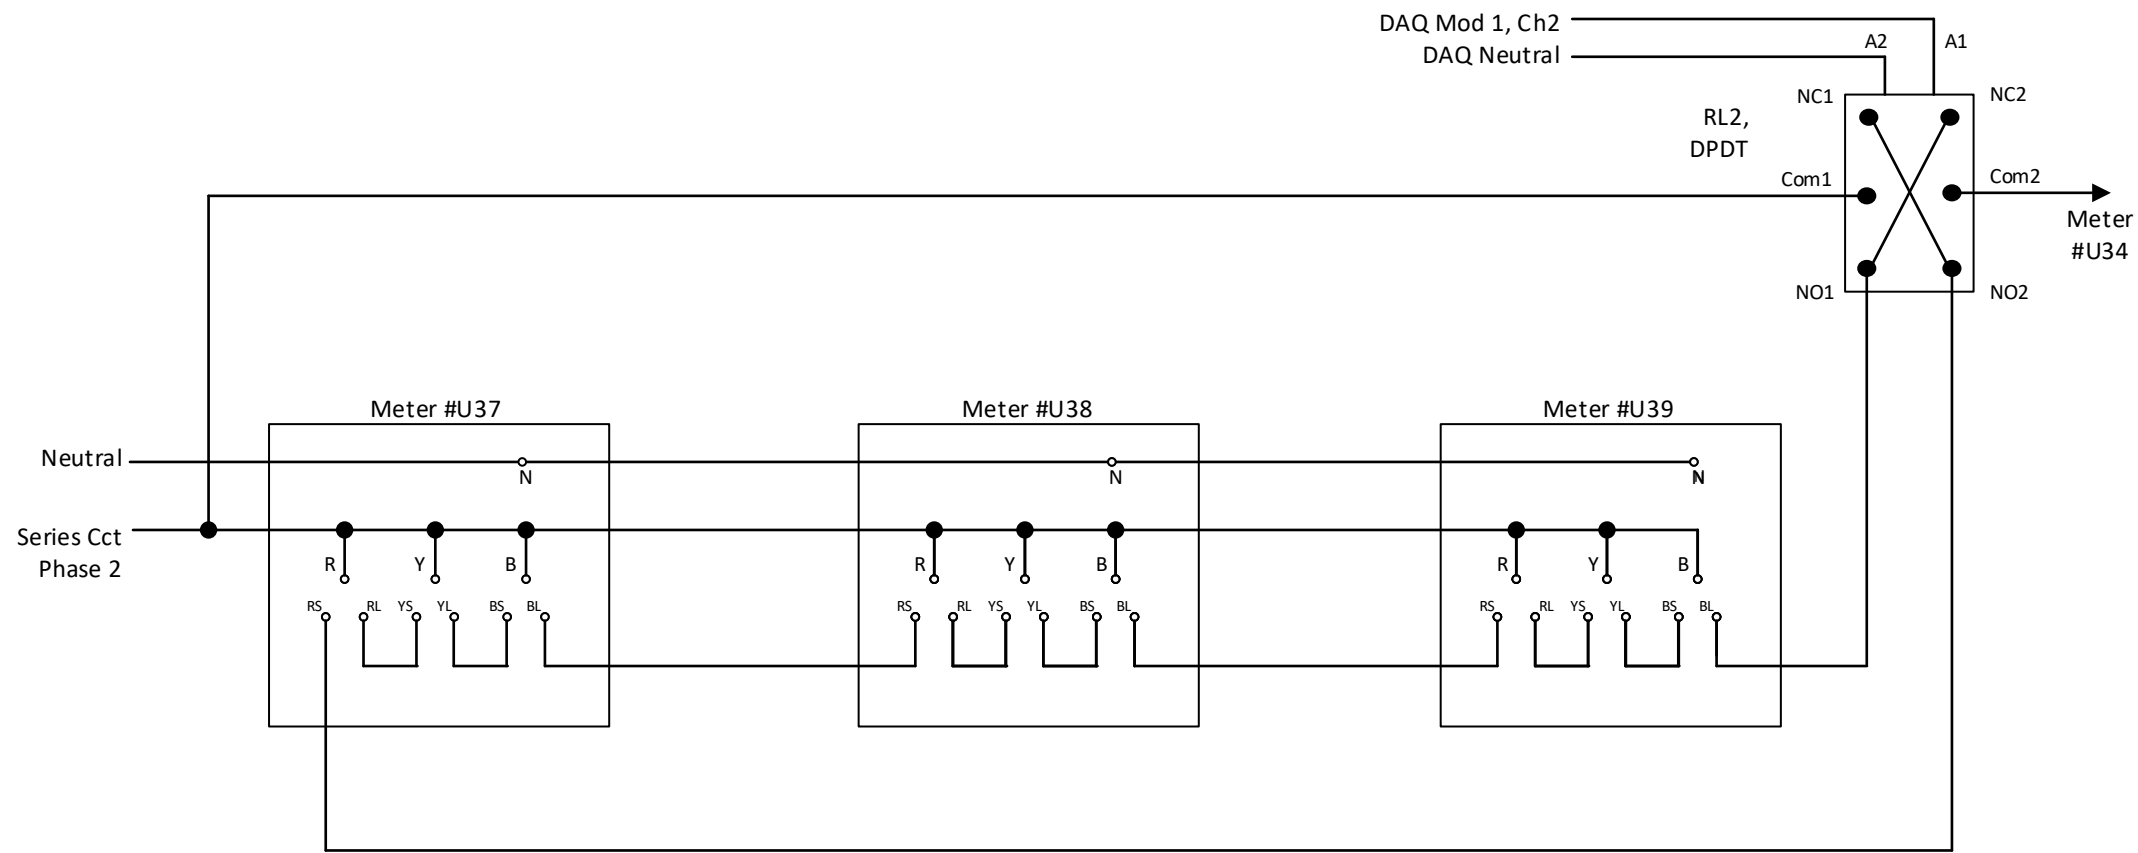 DAQ Mod 1, Ch2
DAQ Neutral
A2
A1
NC1
NC2
RL2,
DPDT
Com1
Com2
Meter
#U34
NO1
NO2
Meter #U37
Meter #U38
Meter #U39
Neutral
N
N
N
Series Cct
Phase 2
R Y B
R Y B
R Y B
RS RL YS YL BS BL
RS RL YS YL BS BL
RS RL YS YL BS BL